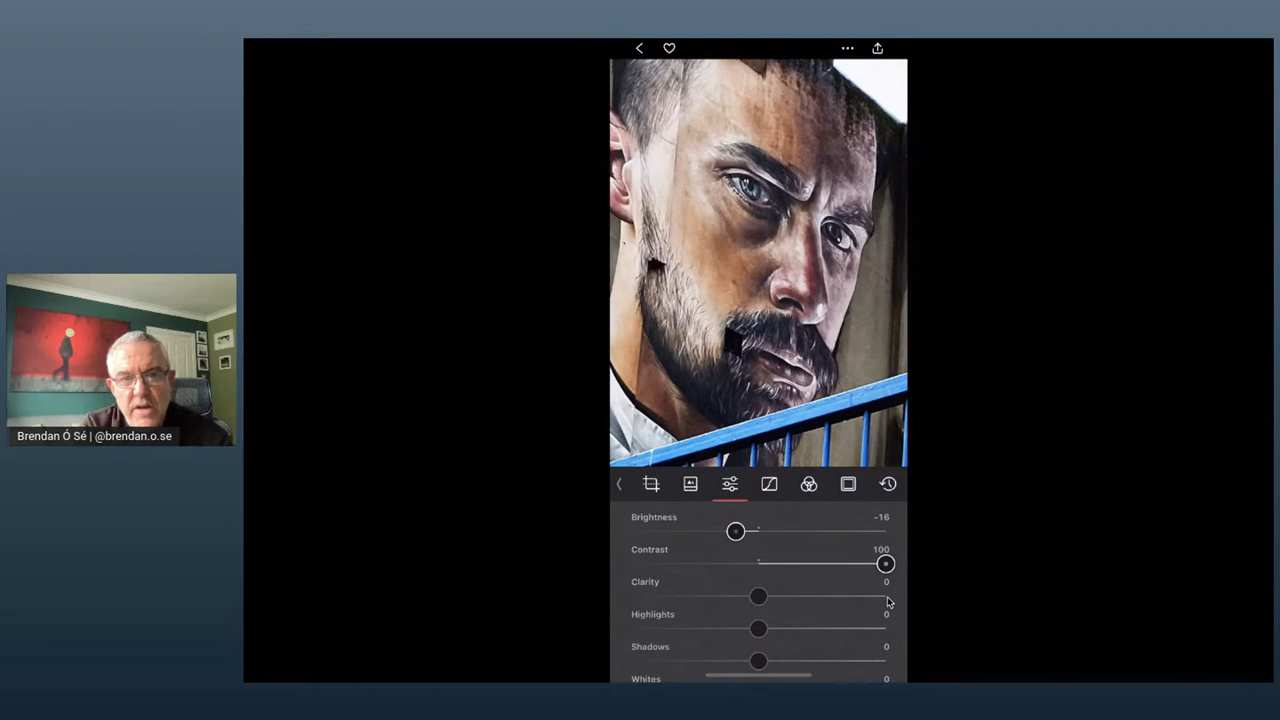 Brendan Ó Sé | @brendan.o.se
Brightness -16
Contrast 100
Clarity 0
Highlights 0
Shadows 0
Whites 0